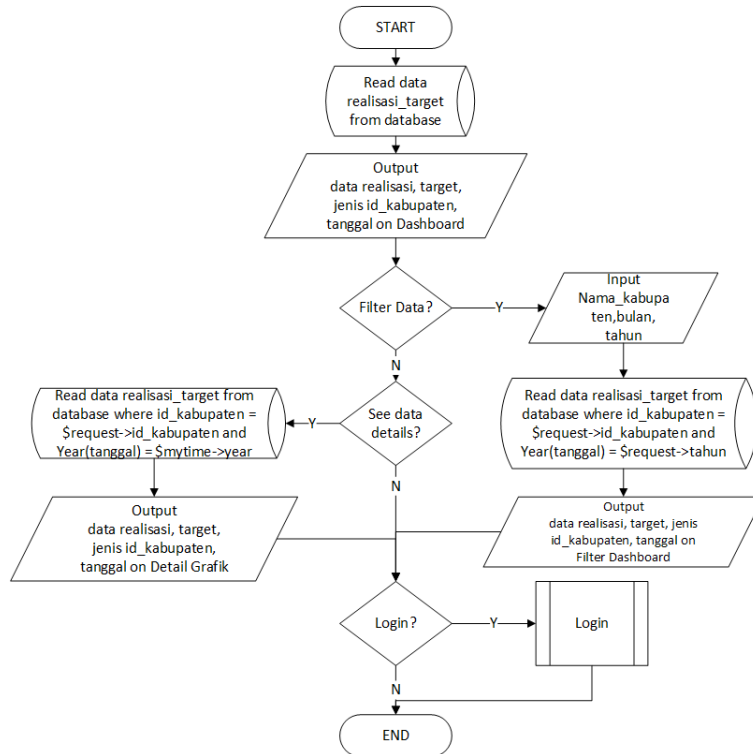 START
Read data
realisasi_target
from database
Output
data realisasi, target,
jenis id_kabupaten,
tanggal on Dashboard
Filter Data?
Y
Input
Nama_kabupa
ten,bulan,
tahun
N
Read data realisasi_target from
database where id_kabupaten =
$request->id_kabupaten and
Year(tanggal) = $mytime->year
Y
See data
details?
Read data realisasi_target from
database where id_kabupaten =
$request->id_kabupaten and
Year(tanggal) = $request->tahun
N
Output
data realisasi, target,
jenis id_kabupaten,
tanggal on Detail Grafik
Output
data realisasi, target, jenis
id_kabupaten, tanggal on
Filter Dashboard
Login?
Y
Login
N
END